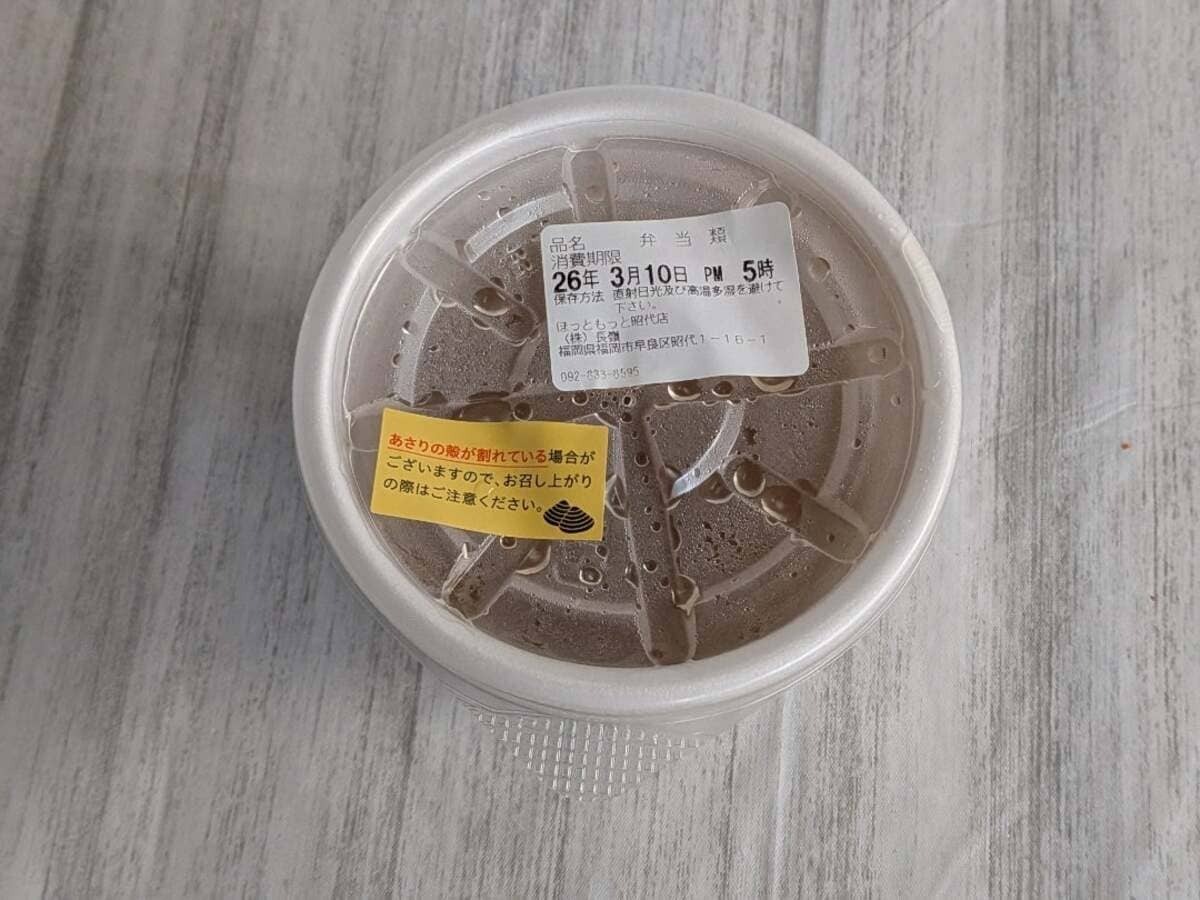 品名 弁当類
消費期限
26年 3月10日 PM 5時
保存方法 直射日光及び高温多湿を避けて
下さい。
ほっともっと昭代店
(株)長嶺
福岡県福岡市早良区昭代1-16-1
092-833-8595
あさりの殻が割れている場合が
ございますので、お召し上がり
の際はご注意ください。